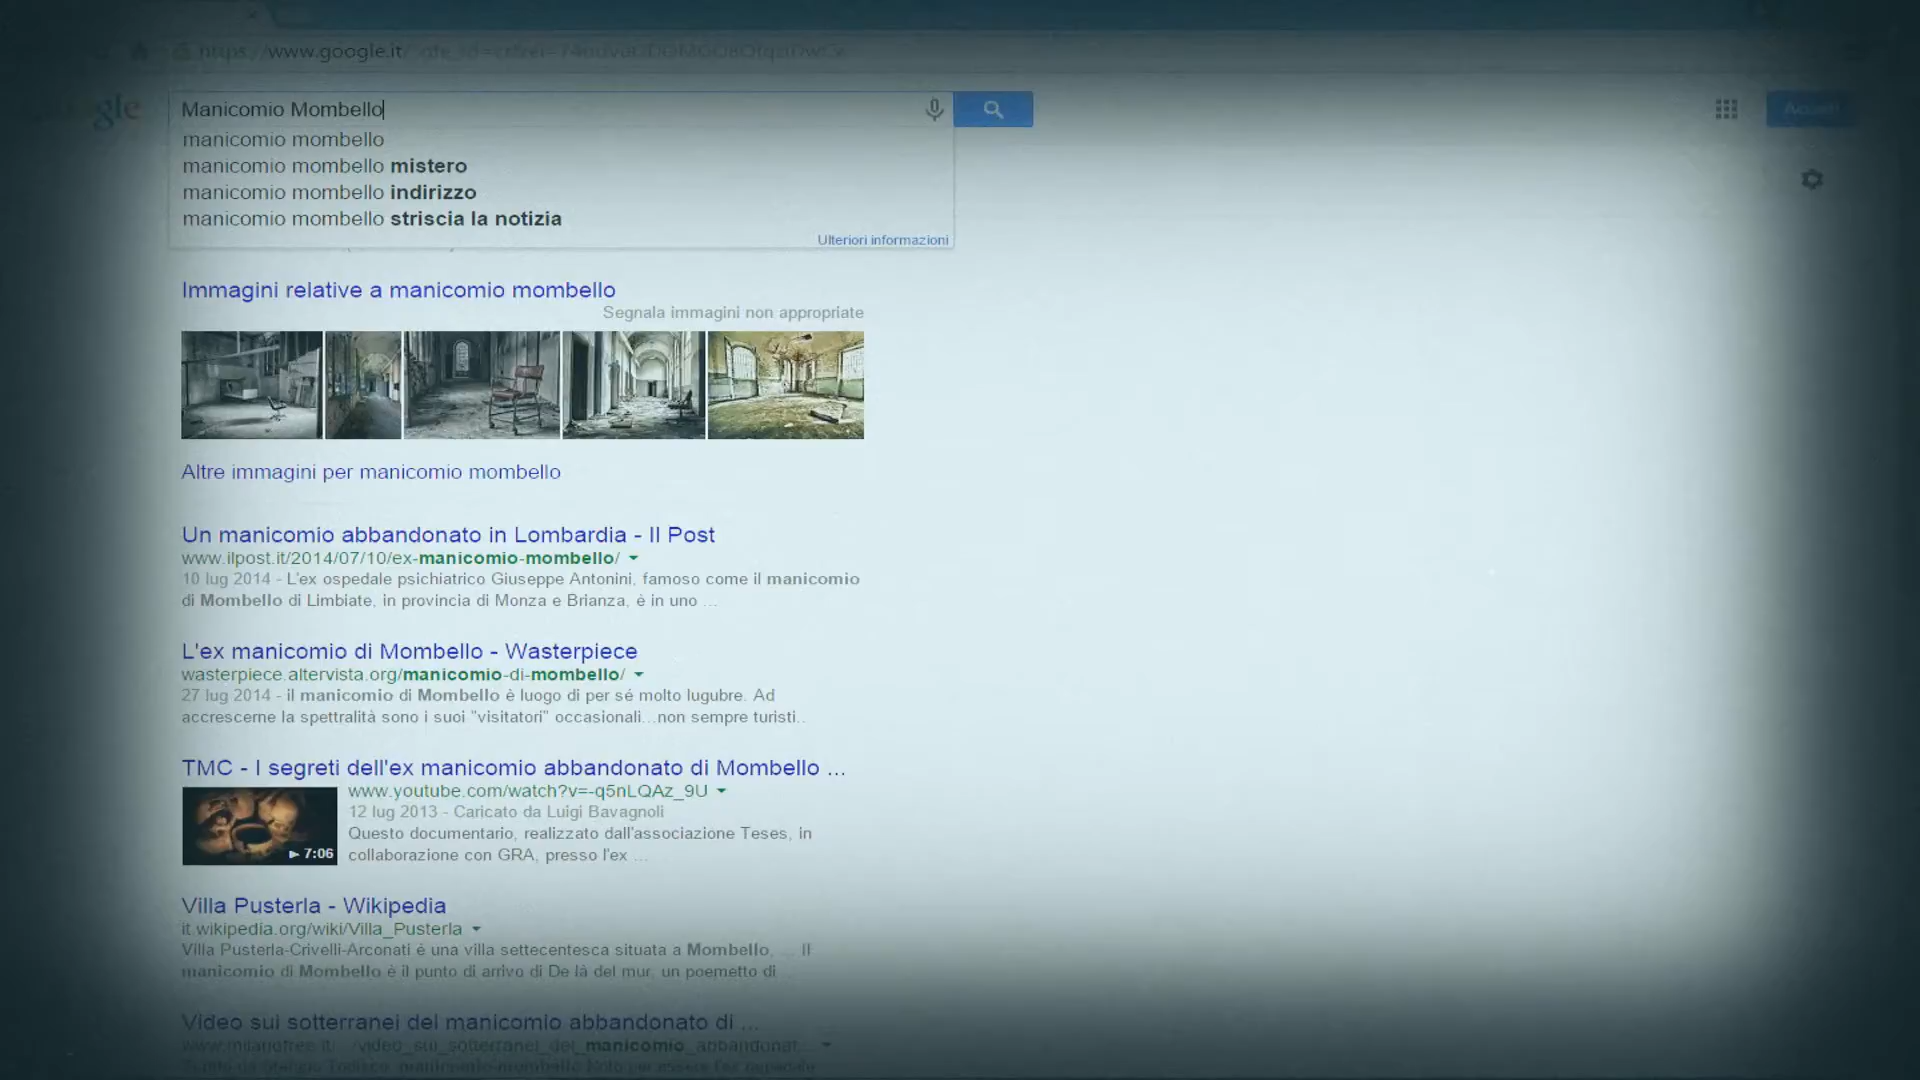 https://www.google.it/
gle
Manicomio Mombello
manicomio mombello
manicomio mombello mistero
manicomio mombello indirizzo
manicomio mombello striscia la notizia
Ulteriori informazioni
Immagini relative a manicomio mombello
Segnala immagini non appropriate
Altre immagini per manicomio mombello
Un manicomio abbandonato in Lombardia - Il Post
www.ilpost.it/2014/07/10/ex-manicomio-mombello/
10 lug 2014 - L'ex ospedale psichiatrico Giuseppe Antonini, famoso come il manicomio
di Mombello di Limbiate, in provincia di Monza e Brianza, è in uno ...
L'ex manicomio di Mombello - Wasterpiece
wasterpiece.altervista.org/manicomio-di-mombello/
27 lug 2014 - il manicomio di Mombello è luogo di per sé molto lugubre. Ad
accrescerne la spettralità sono i suoi "visitatori" occasionali...non sempre turisti..
TMC - I segreti dell'ex manicomio abbandonato di Mombello ...
www.youtube.com/watch?v=-q5nLQAz_9U
12 lug 2013 - Caricato da Luigi Bavagnoli
7:06
Questo documentario, realizzato dall'associazione Teses, in
collaborazione con GRA, presso l'ex ...
Villa Pusterla - Wikipedia
it.wikipedia.org/wiki/Villa_Pusterla
Villa Pusterla-Crivelli-Arconati è una villa settecentesca situata a Mombello, ... Il
manicomio di Mombello è il punto di arrivo di De là del mur, un poemetto di
Video sui sotterranei del manicomio abbandonato di ...
www.milanofree.it/.../video_sui_sotterranei_del_manicomio_abbandonat...